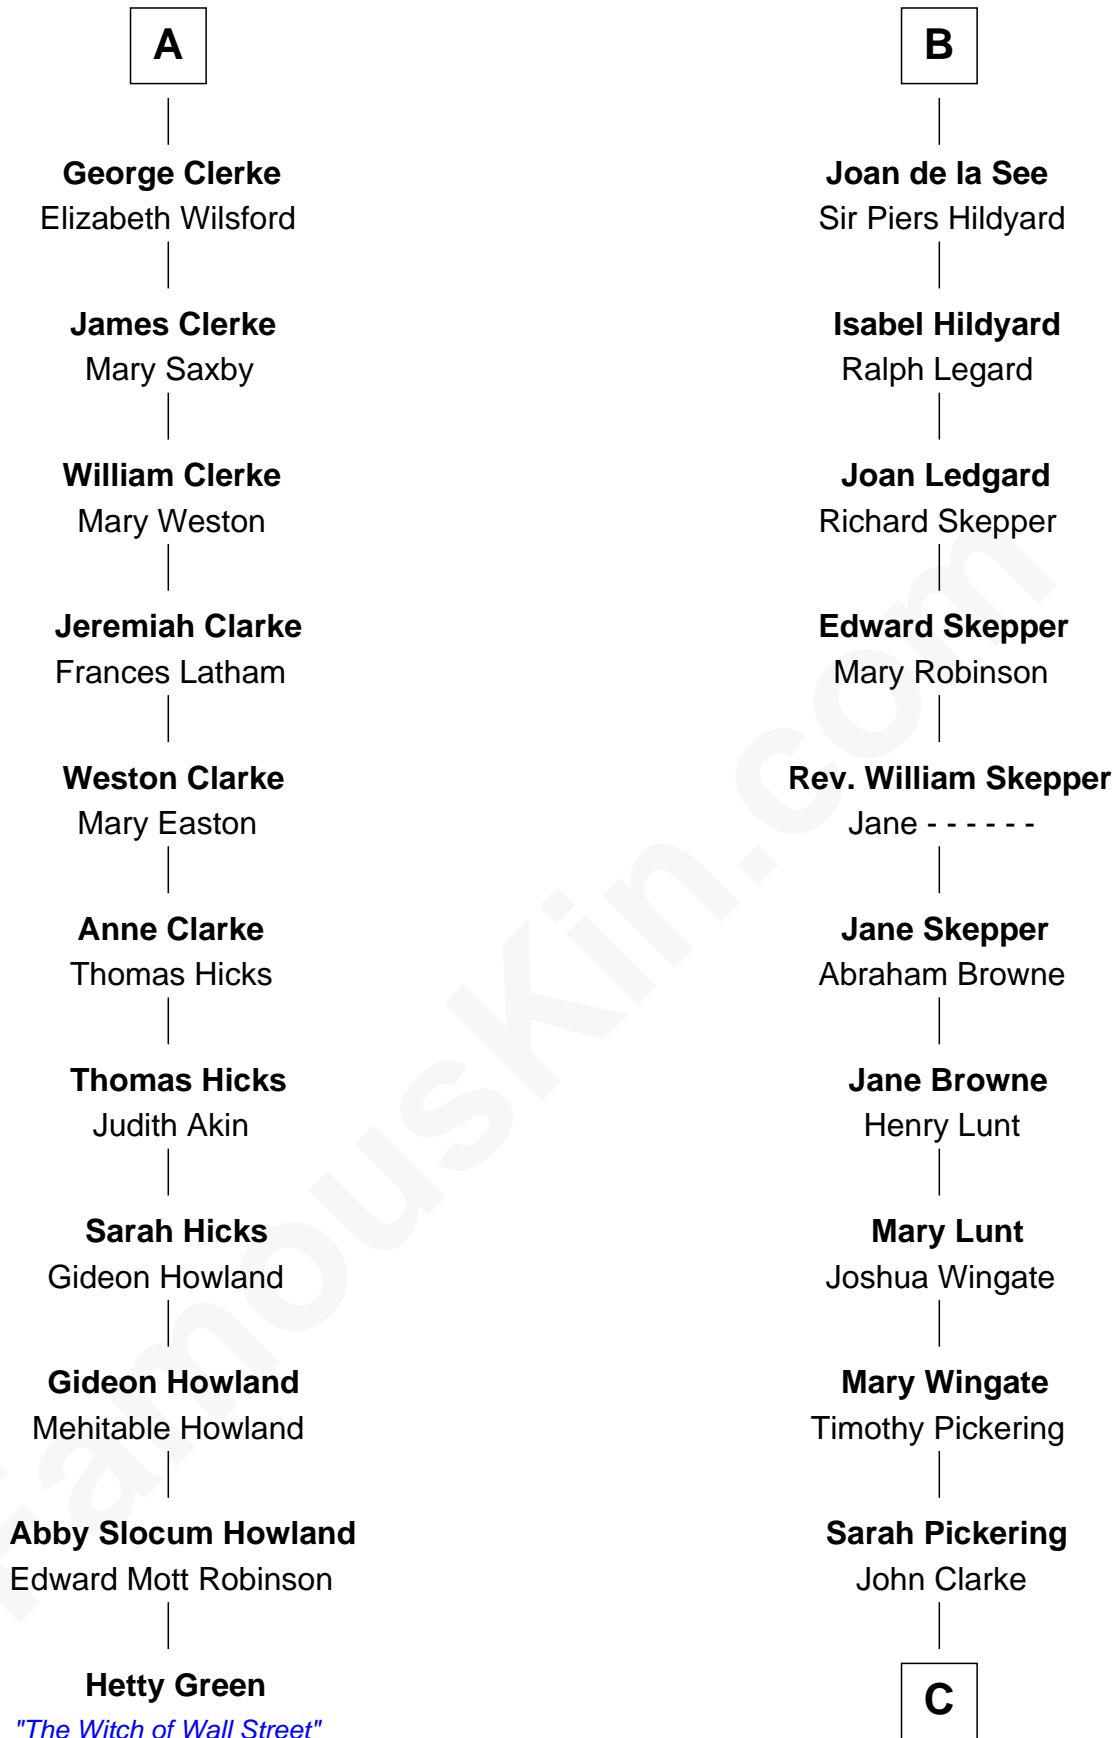 A
George Clerke
Elizabeth Wilsford
James Clerke
Mary Saxby
William Clerke
Mary Weston
Jeremiah Clarke
Frances Latham
Weston Clarke
Mary Easton
Anne Clarke
Thomas Hicks
Thomas Hicks
Judith Akin
Sarah Hicks
Gideon Howland
Gideon Howland
Mehitable Howland
Abby Slocum Howland
Edward Mott Robinson
Hetty Green
"The Witch of Wall Street"
B
Joan de la See
Sir Piers Hildyard
Isabel Hildyard
Ralph Legard
Joan Ledgard
Richard Skepper
Edward Skepper
Mary Robinson
Rev. William Skepper
Jane - - - - - -
Jane Skepper
Abraham Browne
Jane Browne
Henry Lunt
Mary Lunt
Joshua Wingate
Mary Wingate
Timothy Pickering
Sarah Pickering
John Clarke
C
FamousKin.com